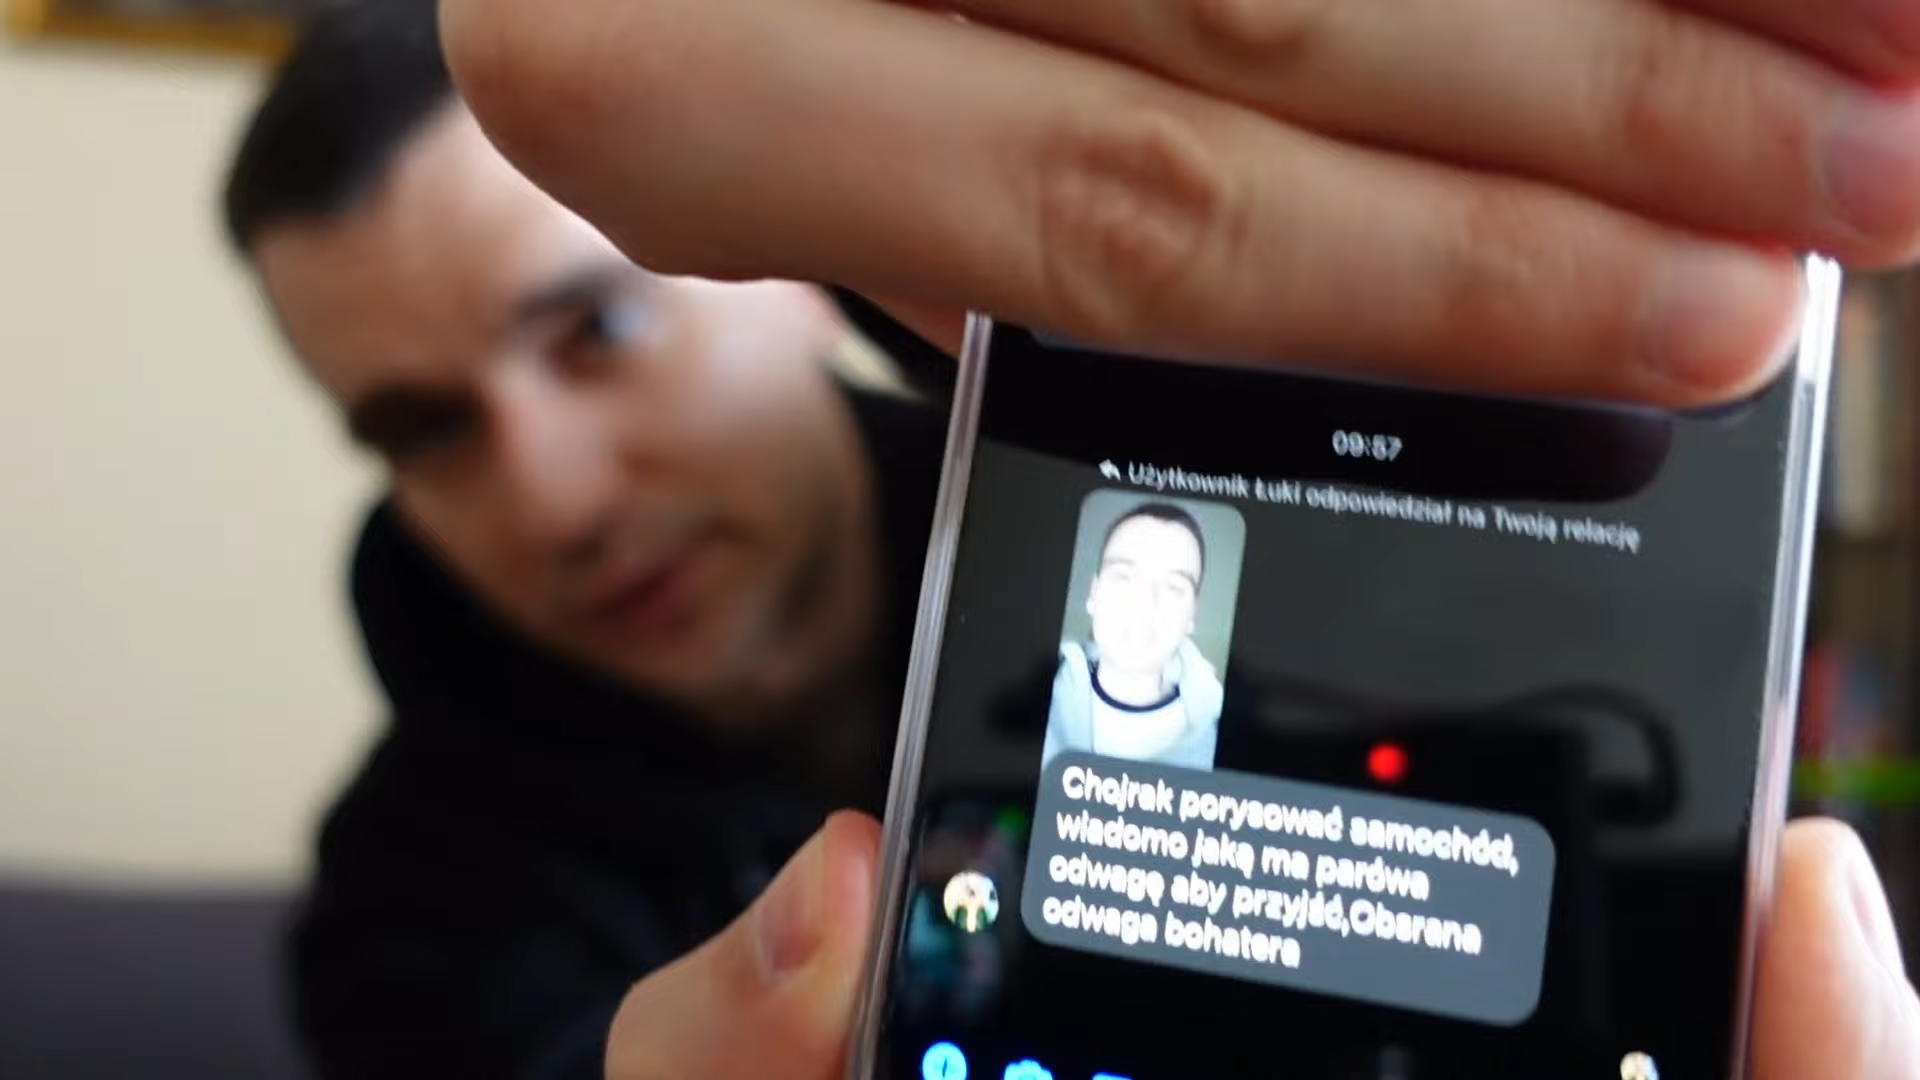 09:57
Użytkownik Łuki odpowiedział na Twoją relację
Chojrak porysować samochód,
wiadomo jaką ma parówa
odwagę aby przyjść,Obsrana
odwaga bohatera